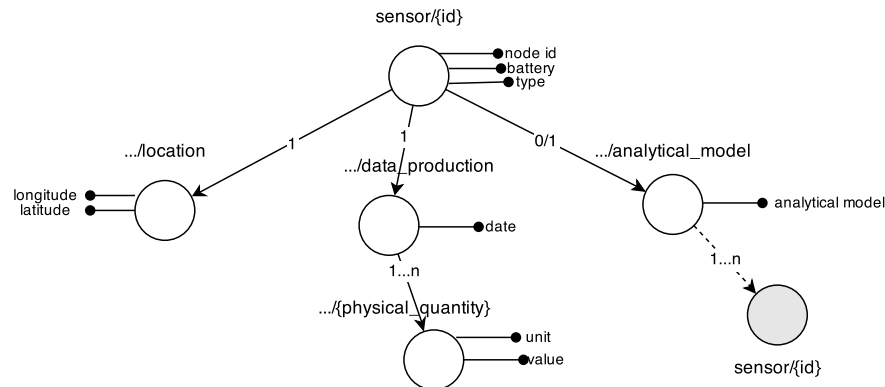 sensor/{id}
node id
battery
type
1
1
0/1
.../location
.../data_production
.../analytical_model
longitude
latitude
date
analytical model
1...n
1...n
.../{physical_quantity}
unit
value
sensor/{id}